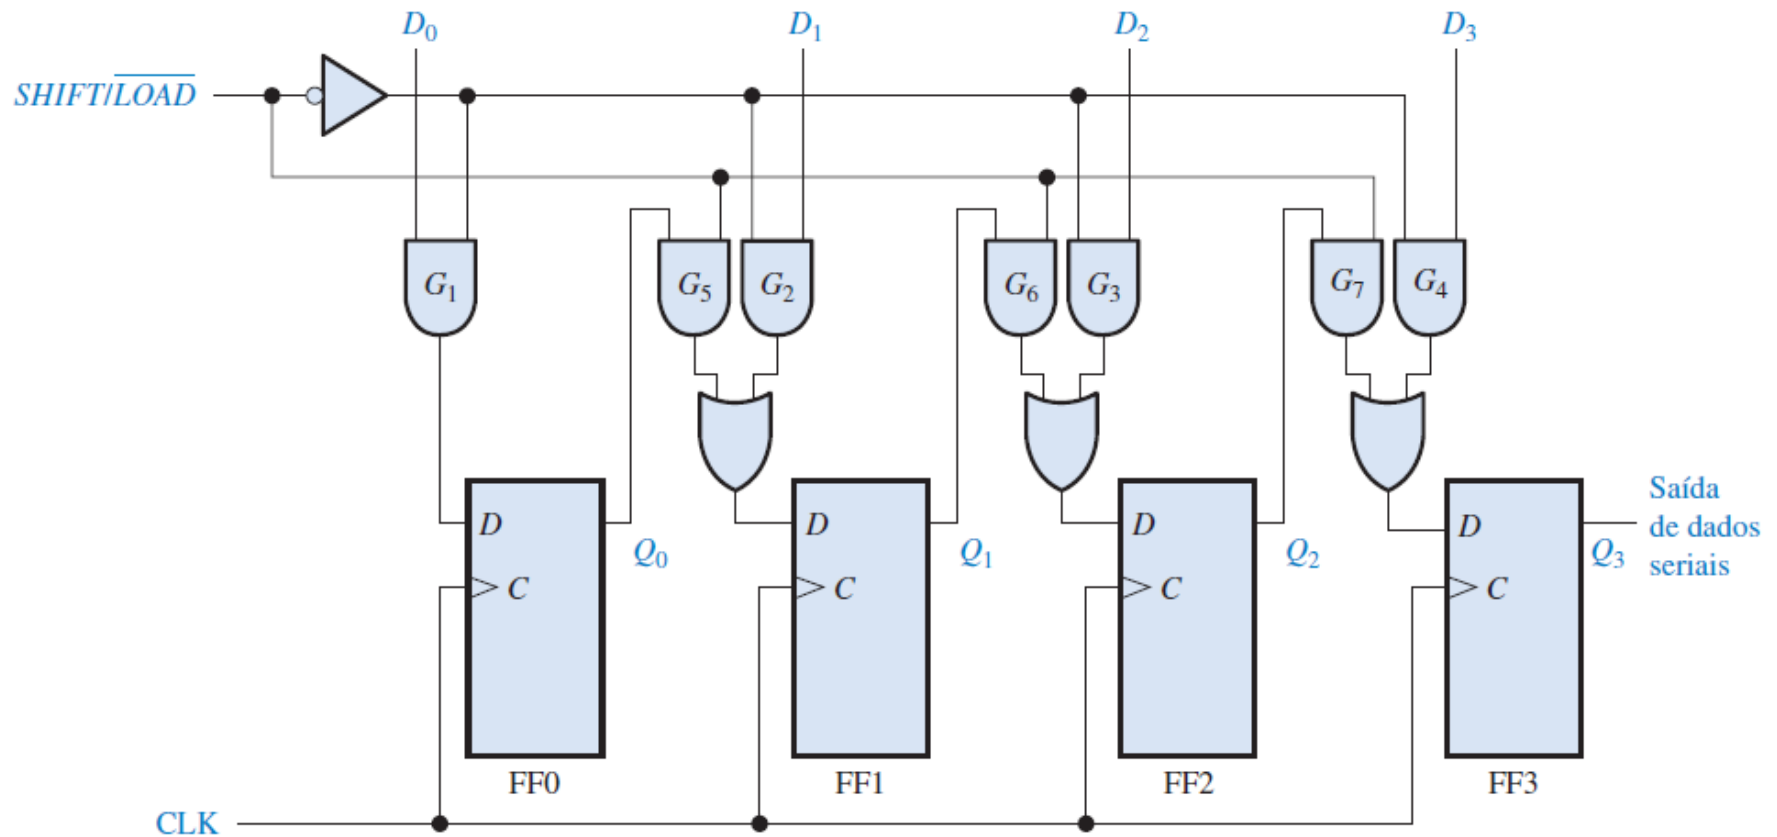 D0 D1 D2 D3
SHIFT/LOAD
G1 G5 G2 G6 G3 G7 G4
D D D D
Q0 Q1 Q2 Q3
Saída
de dados
seriais
C C C C
FF0 FF1 FF2 FF3
CLK